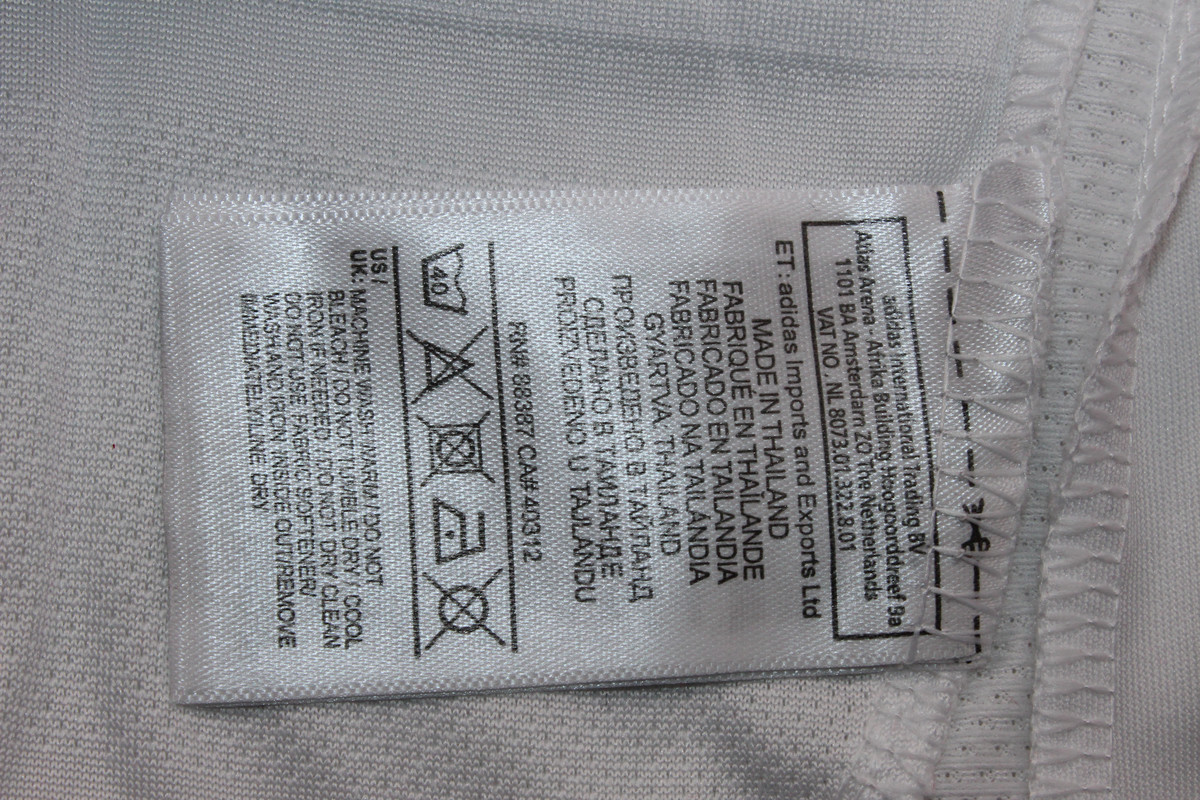 adidas International Trading BV
Atlas Arena - Afrika Building Hoogoorddreef 9a
1101 BA Amsterdam ZO The Netherlands
VAT NO. NL 8073.01.322.8.01
ET: adidas Imports and Exports Ltd
MADE IN THAILAND
FABRIQUÉ EN THAÏLANDE
FABRICADO EN TAILANDIA
FABRICADO NA TAILÂNDIA
GYÁRTVA THAILAND
ПРОИЗВЕДЕНО В ТАЙЛАНД
СДЕЛАНО В ТАИЛАНДЕ
PROIZVEDENO U TAJLANDU
RN# 88387 CA# 40312
40
US /
UK: MACHINE WASH WARM / DO NOT
BLEACH / DO NOT TUMBLE DRY / COOL
IRON IF NEEDED / DO NOT DRY CLEAN
DO NOT USE FABRIC SOFTENER/
WASH AND IRON INSIDE OUT/REMOVE
IMMEDIATELY/LINE DRY